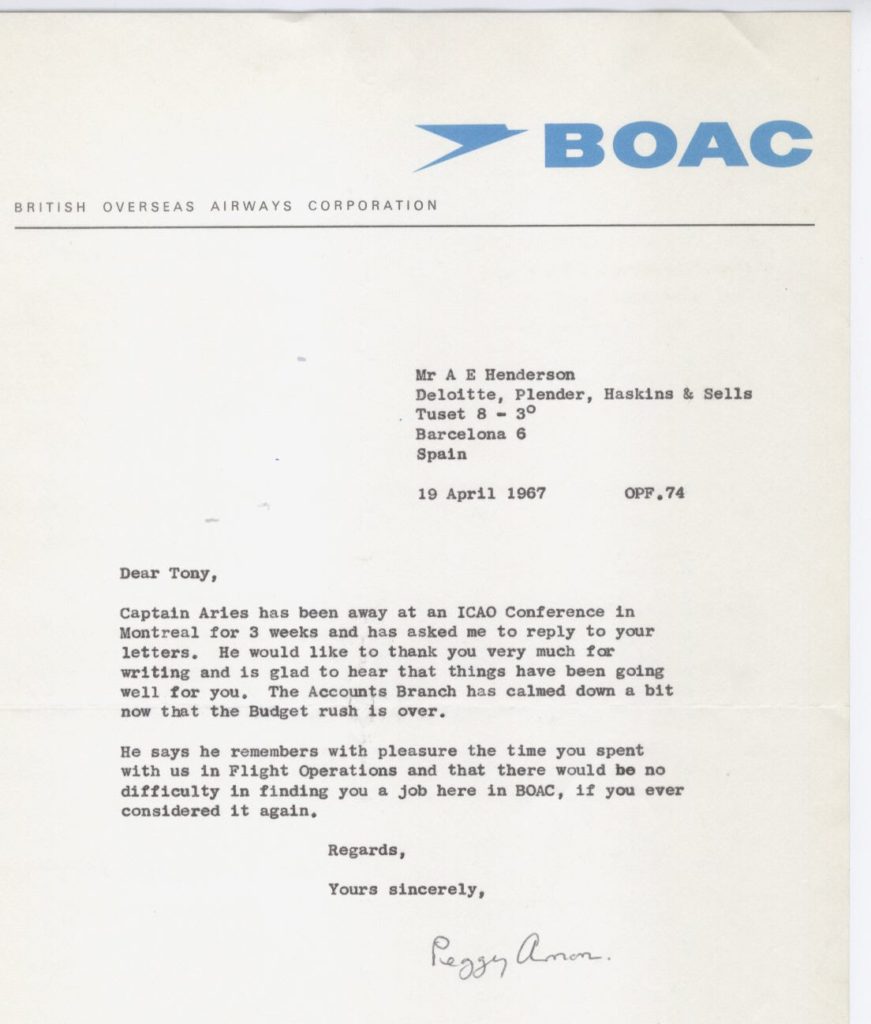 BOAC
BRITISH OVERSEAS AIRWAYS CORPORATION
Mr A E Henderson
Deloitte, Plender, Haskins & Sells
Tuset 8 - 3º
Barcelona 6
Spain
19 April 1967 OPF.74
Dear Tony,
Captain Aries has been away at an ICAO Conference in
Montreal for 3 weeks and has asked me to reply to your
letters. He would like to thank you very much for
writing and is glad to hear that things have been going
well for you. The Accounts Branch has calmed down a bit
now that the Budget rush is over.
He says he remembers with pleasure the time you spent
with us in Flight Operations and that there would be no
difficulty in finding you a job here in BOAC, if you ever
considered it again.
Regards,
Yours sincerely,
Peggy